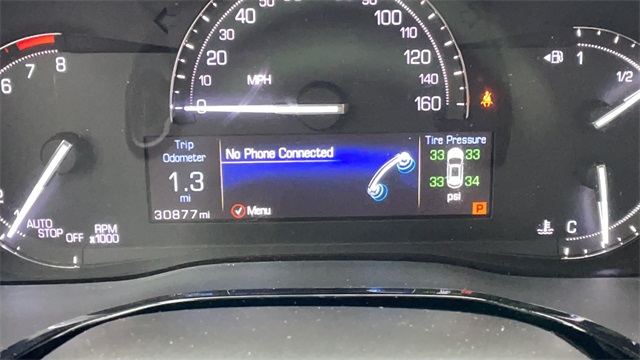 40
60
80
100
20
10
0
MPH
110
120
140
160
6
7
8
1
AUTO
STOP
OFF
RPM
x1000
Trip
Odometer
1.3
mi
30877 mi
No Phone Connected
Menu
Tire Pressure
33 33
33 34
psi
P
1
1/2
C